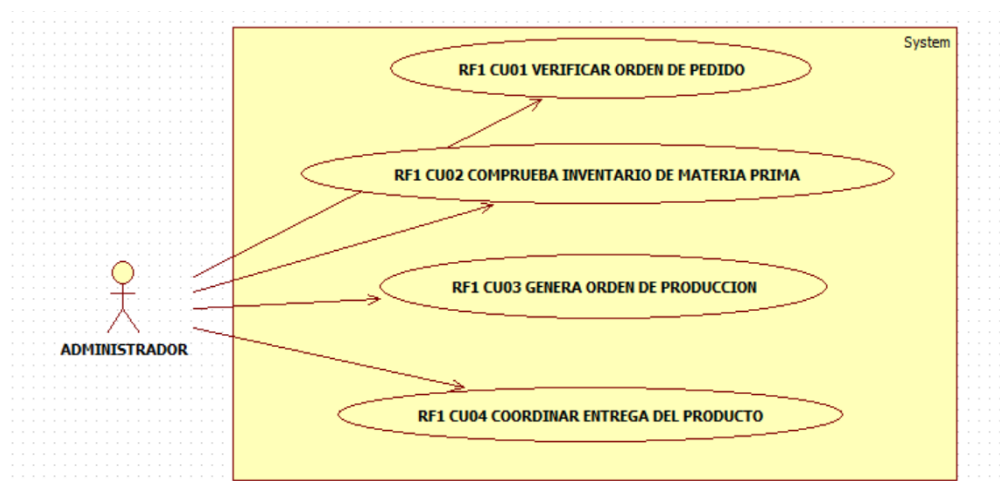 System
RF1 CU01 VERIFICAR ORDEN DE PEDIDO
RF1 CU02 COMPRUEBA INVENTARIO DE MATERIA PRIMA
RF1 CU03 GENERA ORDEN DE PRODUCCION
ADMINISTRADOR
RF1 CU04 COORDINAR ENTREGA DEL PRODUCTO